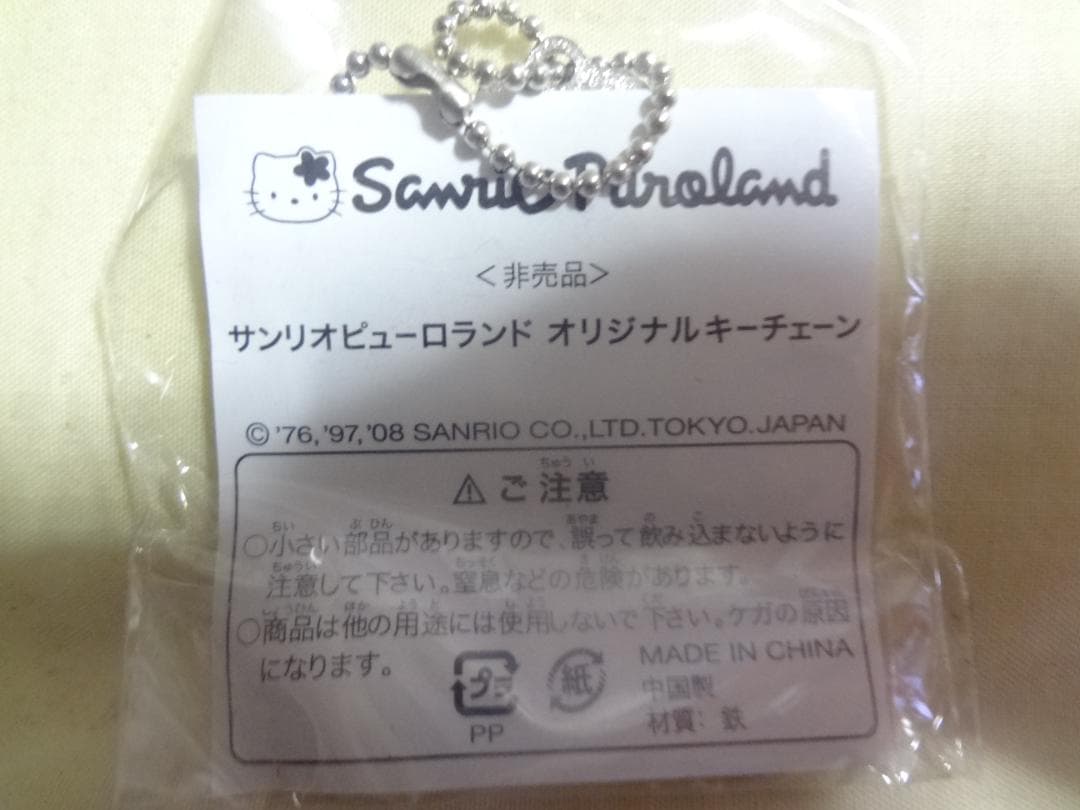 Sanrio Puroland
＜非売品＞
サンリオピューロランド オリジナルキーチェーン
© '76,'97,'08 SANRIO CO.,LTD.TOKYO.JAPAN
⚠ ご注意
○小さい部品がありますので、誤って飲み込まないように
注意して下さい。窒息などの危険があります。
○商品は他の用途には使用しないで下さい。ケガの原因
になります。
プラ
PP
紙
MADE IN CHINA
中国製
材質：鉄